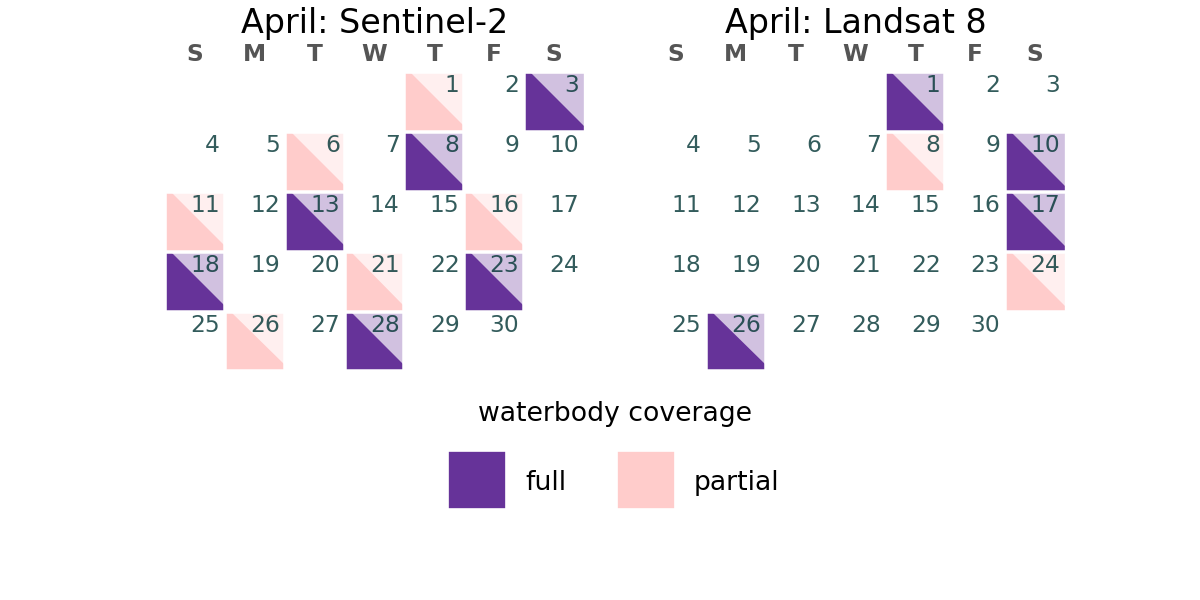 April: Sentinel-2
S M T W T F S
1 2 3
4 5 6 7 8 9 10
11 12 13 14 15 16 17
18 19 20 21 22 23 24
25 26 27 28 29 30
April: Landsat 8
S M T W T F S
1 2 3
4 5 6 7 8 9 10
11 12 13 14 15 16 17
18 19 20 21 22 23 24
25 26 27 28 29 30
waterbody coverage
full partial